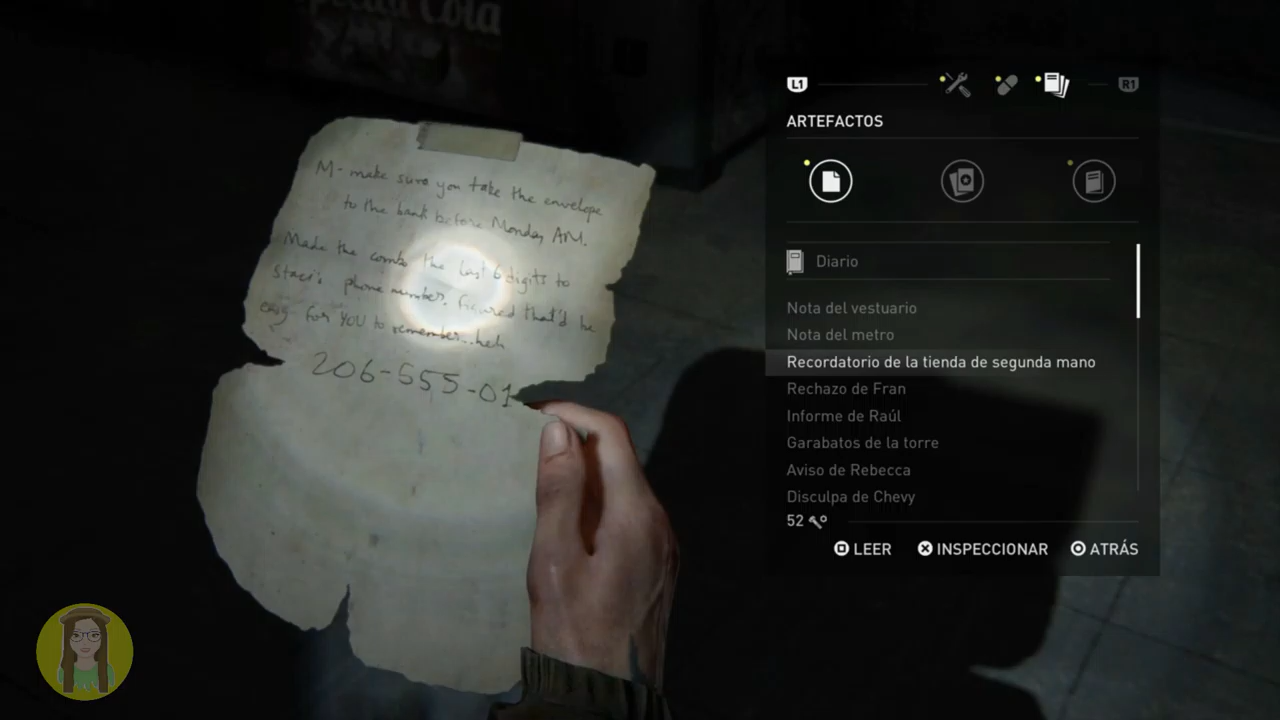 Special Cola
M- make sure you take the envelope
to the bank before Monday AM.
Made the combo the last 6 digits to
Staci's phone number. figured that'd be
easy for YOU to remember...heh
206-555-01
L1
R1
ARTEFACTOS
Diario
Nota del vestuario
Nota del metro
Recordatorio de la tienda de segunda mano
Rechazo de Fran
Informe de Raúl
Garabatos de la torre
Aviso de Rebecca
Disculpa de Chevy
52
LEER
INSPECCIONAR
ATRÁS